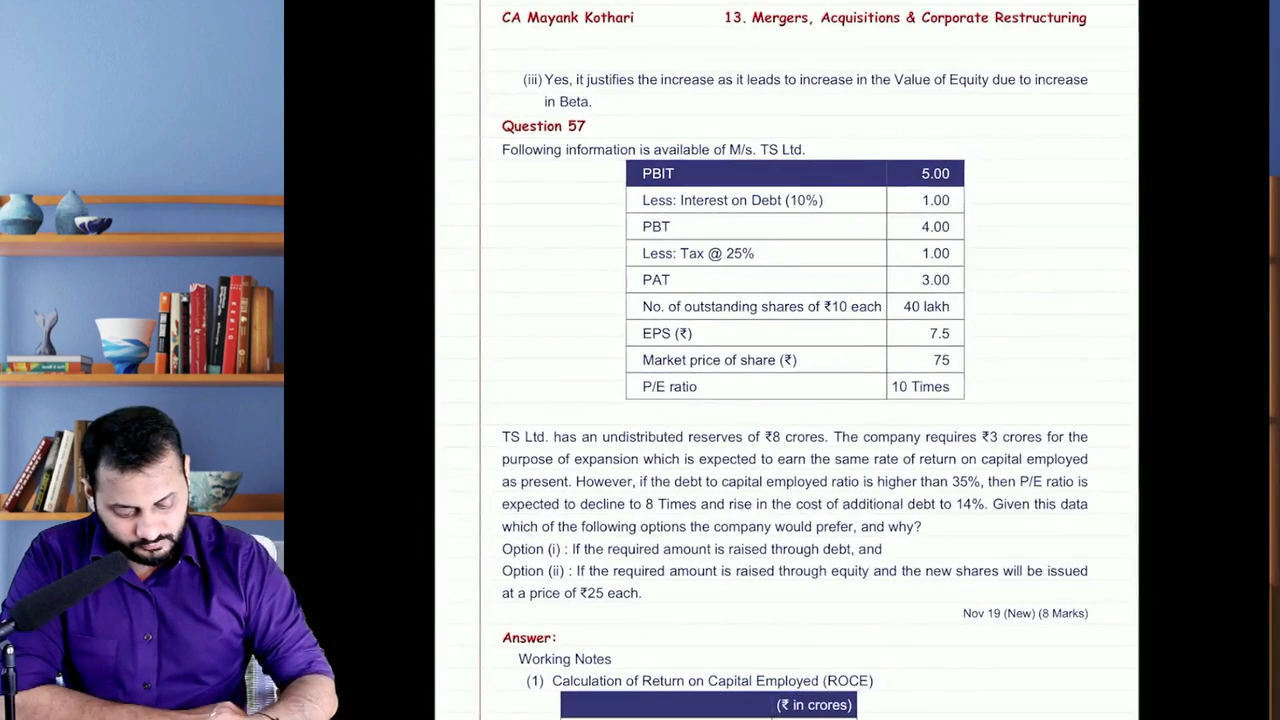 CA Mayank Kothari 13. Mergers, Acquisitions & Corporate Restructuring
(iii) Yes, it justifies the increase as it leads to increase in the Value of Equity due to increase
in Beta.
Question 57
Following information is available of M/s. TS Ltd.
PBIT 5.00
Less: Interest on Debt (10%) 1.00
PBT 4.00
Less: Tax @ 25% 1.00
PAT 3.00
No. of outstanding shares of ₹10 each 40 lakh
EPS (₹) 7.5
Market price of share (₹) 75
P/E ratio 10 Times
TS Ltd. has an undistributed reserves of ₹8 crores. The company requires ₹3 crores for the
purpose of expansion which is expected to earn the same rate of return on capital employed
as present. However, if the debt to capital employed ratio is higher than 35%, then P/E ratio is
expected to decline to 8 Times and rise in the cost of additional debt to 14%. Given this data
which of the following options the company would prefer, and why?
Option (i) : If the required amount is raised through debt, and
Option (ii) : If the required amount is raised through equity and the new shares will be issued
at a price of ₹25 each.
Nov 19 (New) (8 Marks)
Answer:
Working Notes
(1) Calculation of Return on Capital Employed (ROCE)
(₹ in crores)